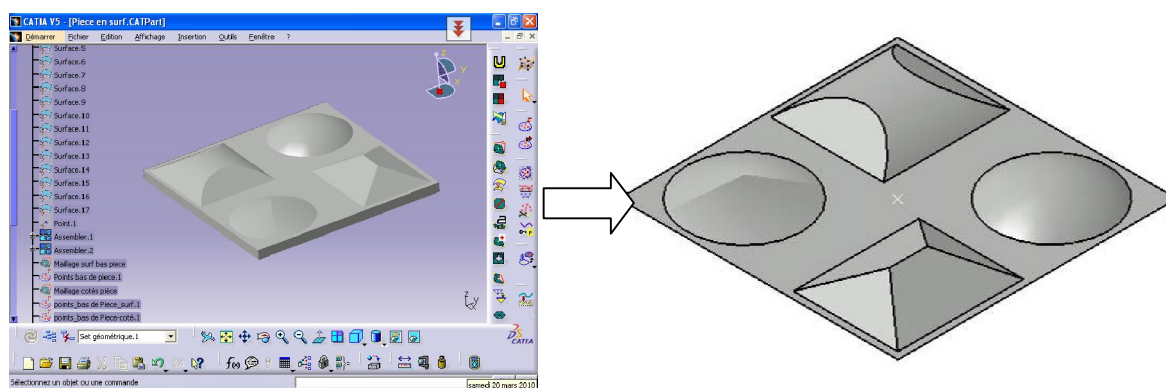 CATIA V5 - [Piece en surf.CATPart]
Démarrer Fichier Edition Affichage Insertion Outils Fenêtre ?
Surface.5
Surface.6
Surface.7
Surface.8
Surface.9
Surface.10
Surface.11
Surface.12
Surface.13
Surface.14
Surface.15
Surface.16
Surface.17
Point.1
Assembler.1
Assembler.2
Maillage surf bas piece
Points bas de piece.1
Maillage cotés pièce
points_bas de Piece_surf.1
points_bas de Piece-coté.1
z
y
x
z
y
Set géométrique.1
CATIA
f(x)
Sélectionnez un objet ou une commande
samedi 20 mars 2010